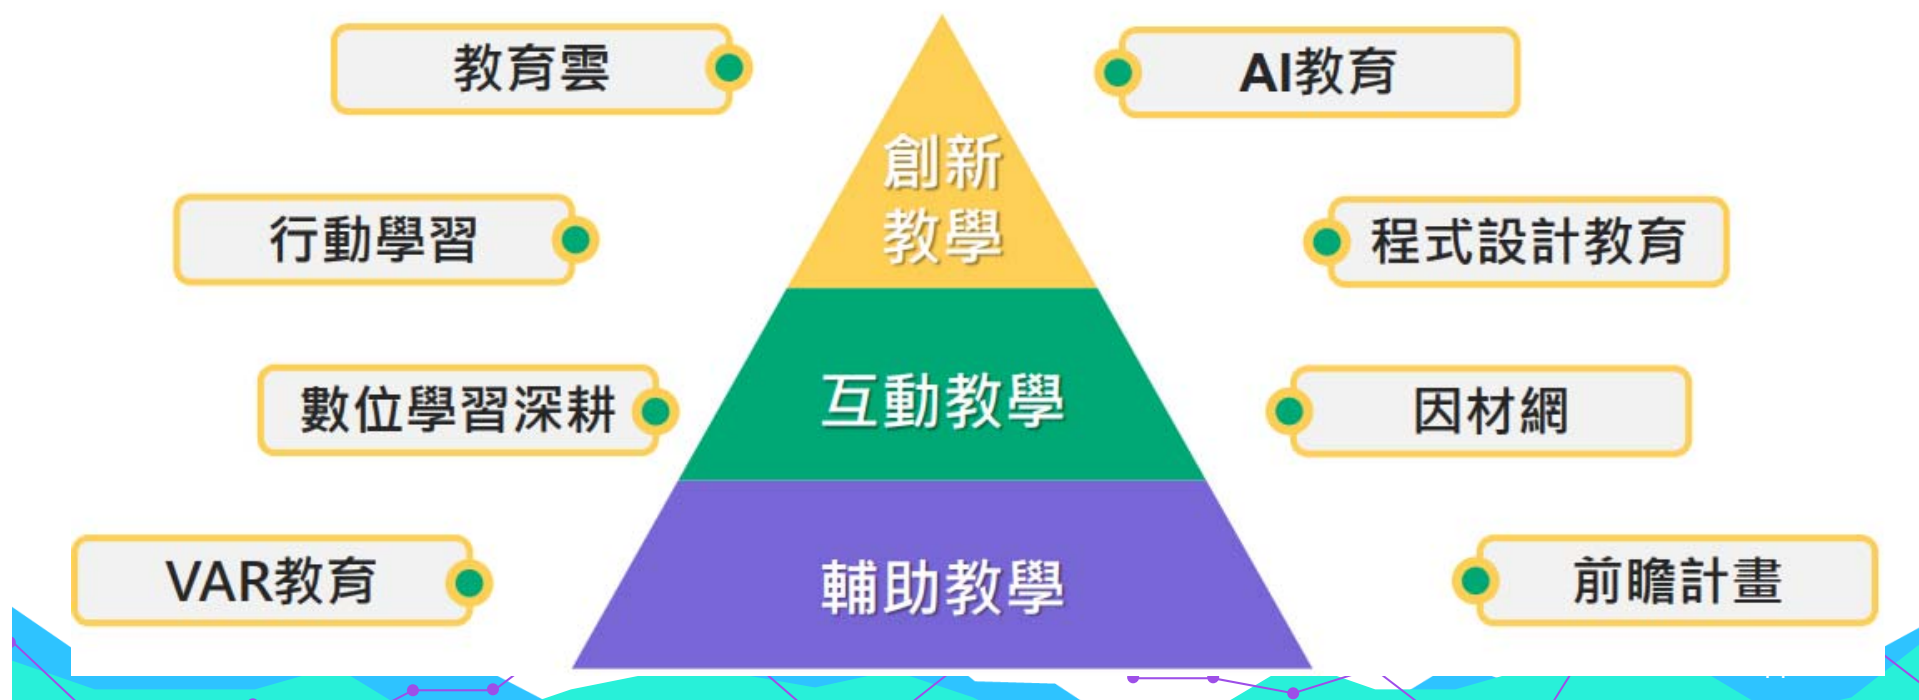 教育雲
AI教育
創新
教學
行動學習
程式設計教育
數位學習深耕
互動教學
因材網
VAR教育
輔助教學
前瞻計畫